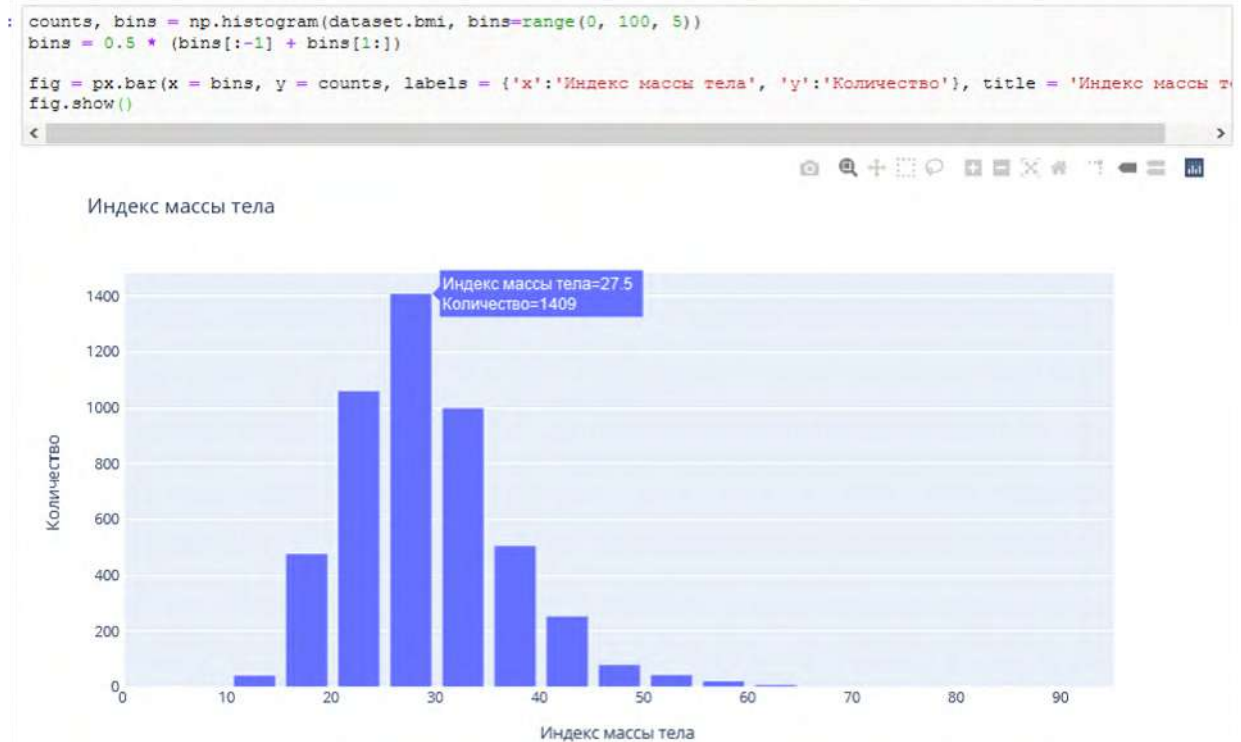 : counts, bins = np.histogram(dataset.bmi, bins=range(0, 100, 5))
bins = 0.5 * (bins[:-1] + bins[1:])
fig = px.bar(x = bins, y = counts, labels = {'x':'Индекс массы тела', 'y':'Количество'}, title = 'Индекс массы т
fig.show()
Индекс массы тела
Индекс массы тела=27.5
Количество=1409
1400
1200
1000
800
600
400
200
0
Количество
0 10 20 30 40 50 60 70 80 90
Индекс массы тела